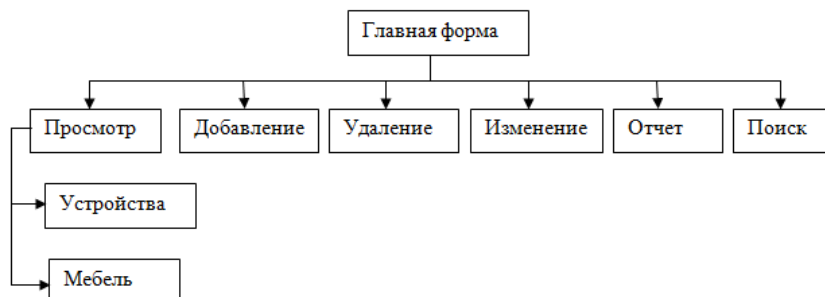 Главная форма
Просмотр
Добавление
Удаление
Изменение
Отчет
Поиск
Устройства
Мебель